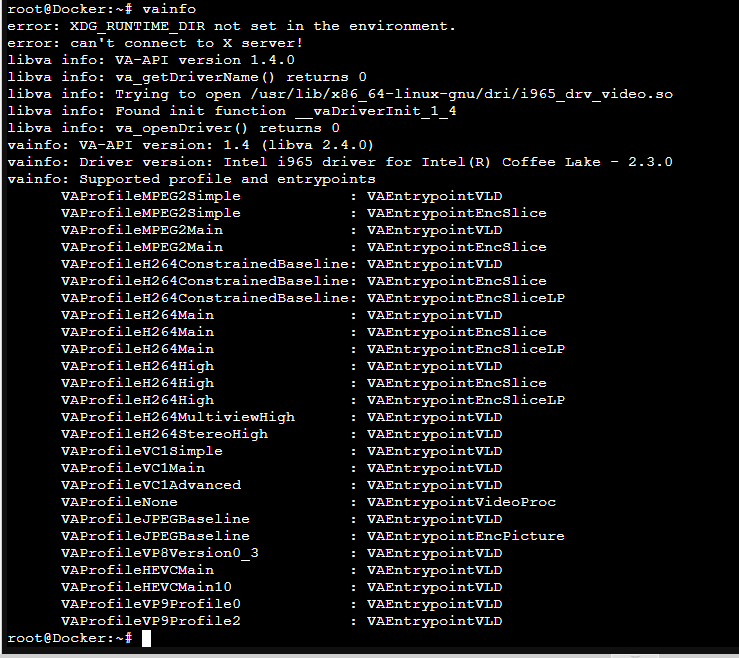 root@Docker:~# vainfo
error: XDG_RUNTIME_DIR not set in the environment.
error: can't connect to X server!
libva info: VA-API version 1.4.0
libva info: va_getDriverName() returns 0
libva info: Trying to open /usr/lib/x86_64-linux-gnu/dri/i965_drv_video.so
libva info: Found init function __vaDriverInit_1_4
libva info: va_openDriver() returns 0
vainfo: VA-API version: 1.4 (libva 2.4.0)
vainfo: Driver version: Intel i965 driver for Intel(R) Coffee Lake - 2.3.0
vainfo: Supported profile and entrypoints
      VAProfileMPEG2Simple            : VAEntrypointVLD
      VAProfileMPEG2Simple            : VAEntrypointEncSlice
      VAProfileMPEG2Main              : VAEntrypointVLD
      VAProfileMPEG2Main              : VAEntrypointEncSlice
      VAProfileH264ConstrainedBaseline: VAEntrypointVLD
      VAProfileH264ConstrainedBaseline: VAEntrypointEncSlice
      VAProfileH264ConstrainedBaseline: VAEntrypointEncSliceLP
      VAProfileH264Main               : VAEntrypointVLD
      VAProfileH264Main               : VAEntrypointEncSlice
      VAProfileH264Main               : VAEntrypointEncSliceLP
      VAProfileH264High               : VAEntrypointVLD
      VAProfileH264High               : VAEntrypointEncSlice
      VAProfileH264High               : VAEntrypointEncSliceLP
      VAProfileH264MultiviewHigh      : VAEntrypointVLD
      VAProfileH264StereoHigh         : VAEntrypointVLD
      VAProfileVC1Simple              : VAEntrypointVLD
      VAProfileVC1Main                : VAEntrypointVLD
      VAProfileVC1Advanced            : VAEntrypointVLD
      VAProfileNone                   : VAEntrypointVideoProc
      VAProfileJPEGBaseline           : VAEntrypointVLD
      VAProfileJPEGBaseline           : VAEntrypointEncPicture
      VAProfileVP8Version0_3          : VAEntrypointVLD
      VAProfileHEVCMain               : VAEntrypointVLD
      VAProfileHEVCMain10             : VAEntrypointVLD
      VAProfileVP9Profile0            : VAEntrypointVLD
      VAProfileVP9Profile2            : VAEntrypointVLD
root@Docker:~#